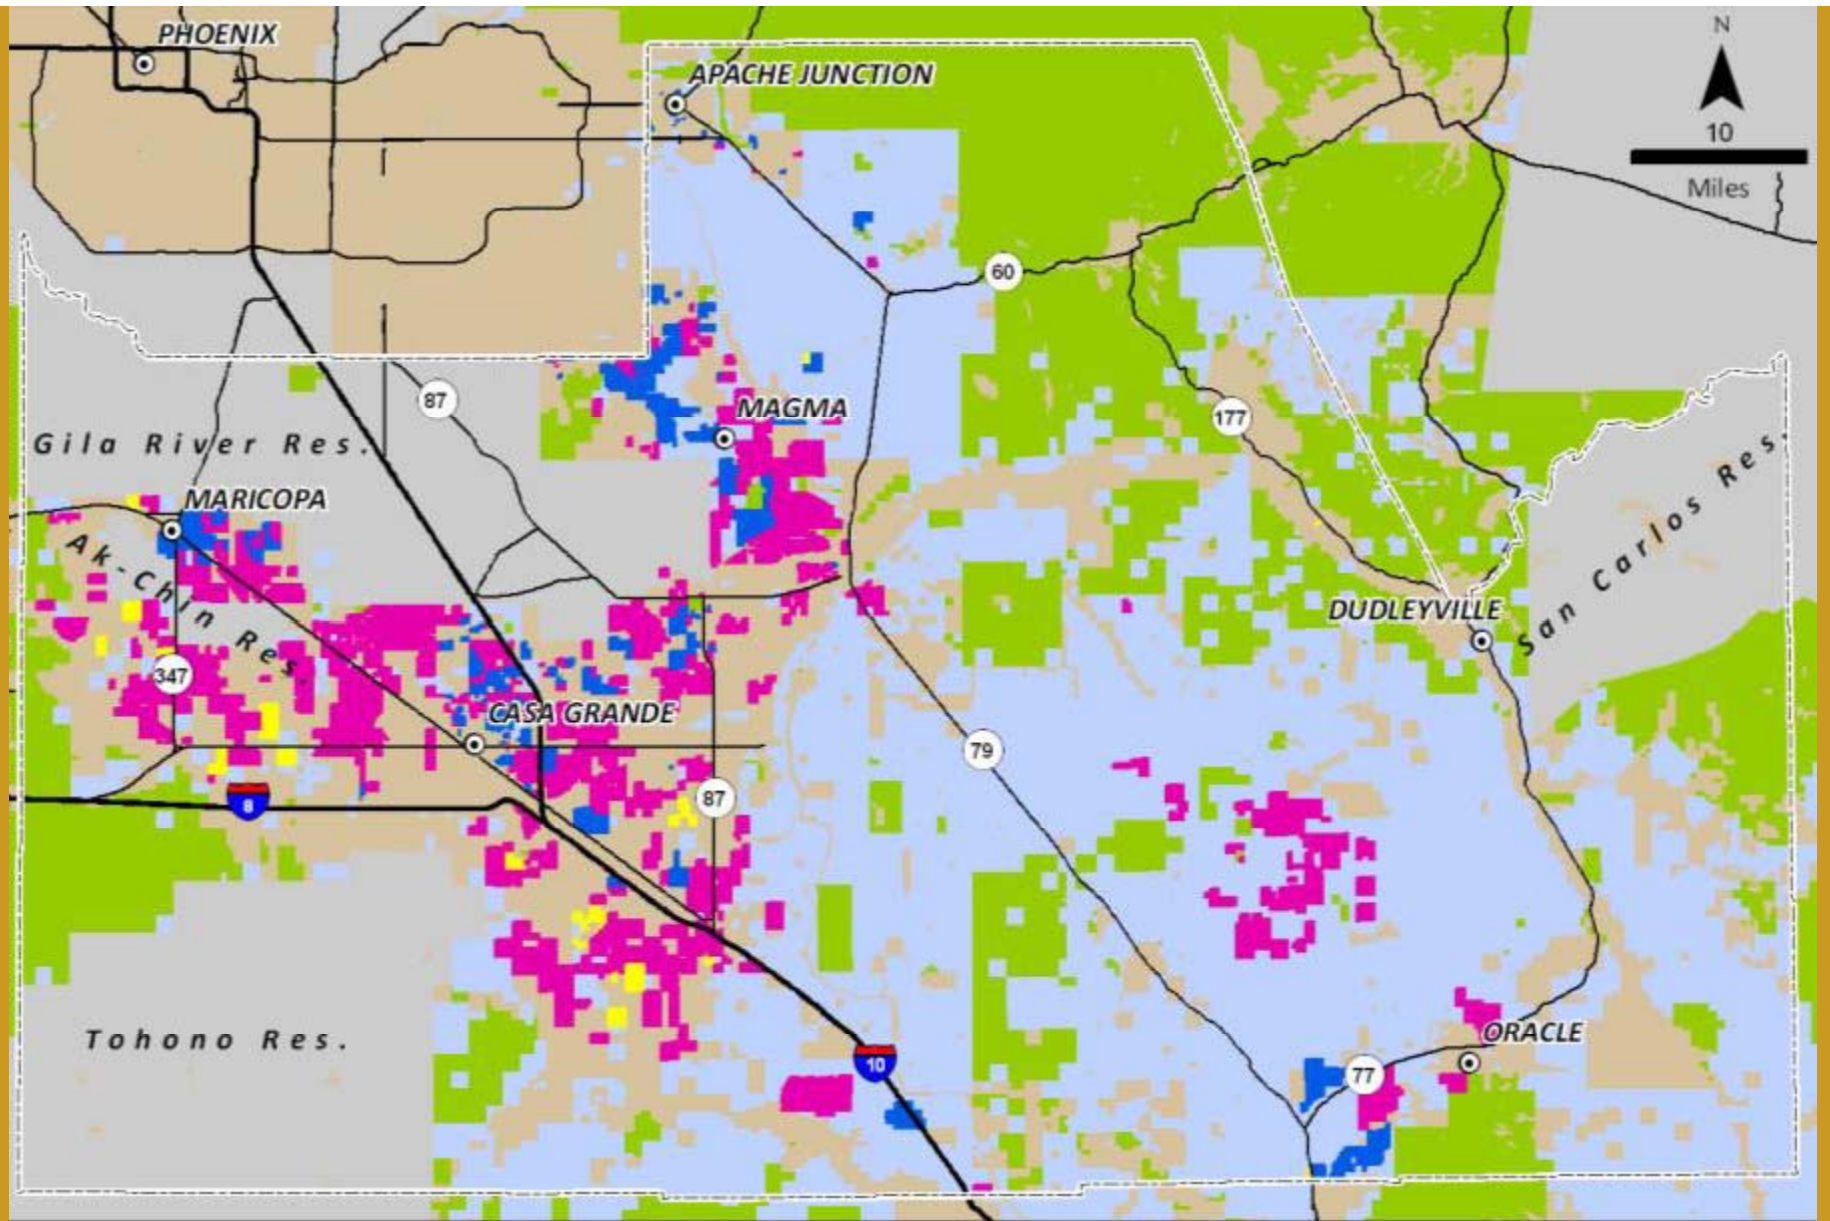 PHOENIX
N
APACHE JUNCTION
10
Miles
60
87
MAGMA
177
Gila River Res.
MARICOPA
Ak-Chin Res.
San Carlos Res.
DUDLEYVILLE
347
CASA GRANDE
79
87
8
Tohono Res.
ORACLE
10
77